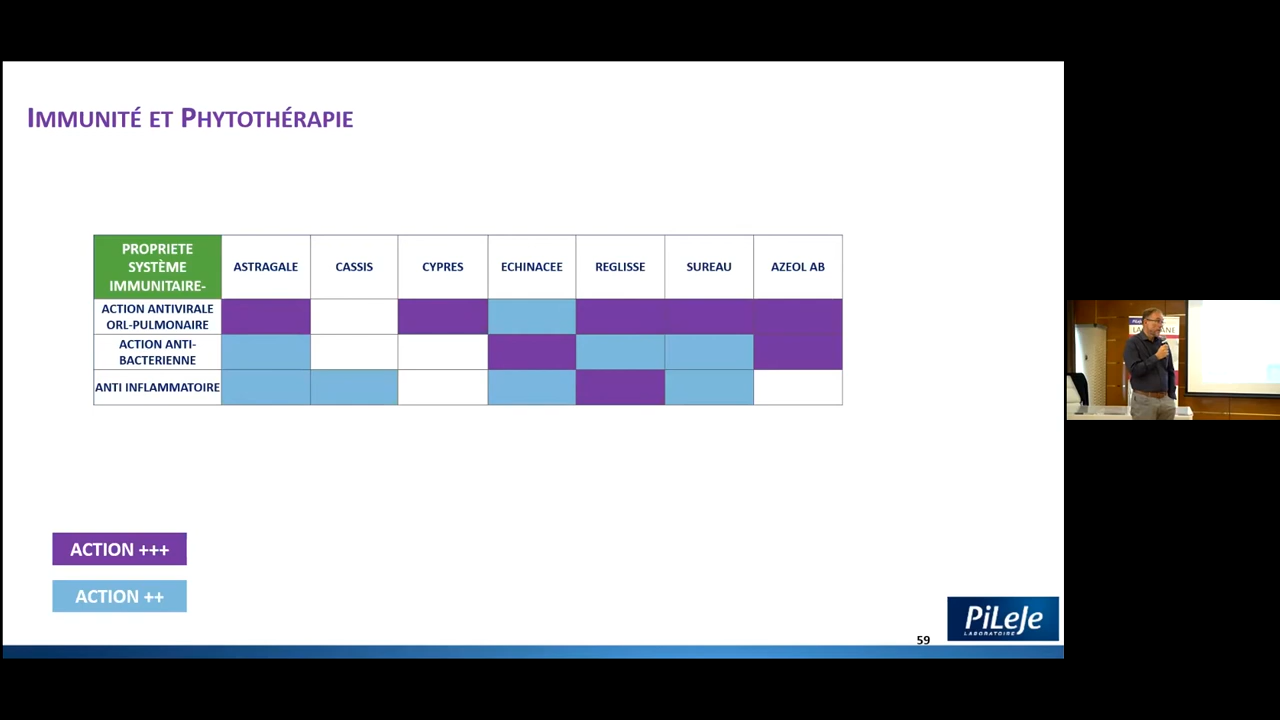 IMMUNITÉ ET PHYTOTHÉRAPIE
PROPRIETE
SYSTÈME
IMMUNITAIRE-
ASTRAGALE
CASSIS
CYPRES
ECHINACEE
REGLISSE
SUREAU
AZEOL AB
ACTION ANTIVIRALE
ORL-PULMONAIRE
ACTION ANTI-
BACTERIENNE
ANTI INFLAMMATOIRE
ACTION +++
ACTION ++
PiLeJe
LABORATOIRE
59